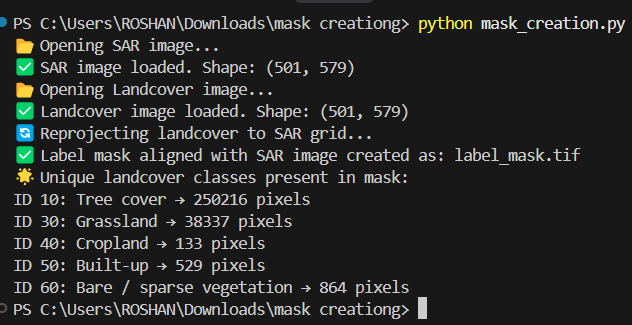 PS C:\Users\ROSHAN\Downloads\mask creationg> python mask_creation.py
📂 Opening SAR image...
✅ SAR image loaded. Shape: (501, 579)
📂 Opening Landcover image...
✅ Landcover image loaded. Shape: (501, 579)
🔄 Reprojecting landcover to SAR grid...
✅ Label mask aligned with SAR image created as: label_mask.tif
🌟 Unique landcover classes present in mask:
ID 10: Tree cover → 250216 pixels
ID 30: Grassland → 38337 pixels
ID 40: Cropland → 133 pixels
ID 50: Built-up → 529 pixels
ID 60: Bare / sparse vegetation → 864 pixels
PS C:\Users\ROSHAN\Downloads\mask creationg>